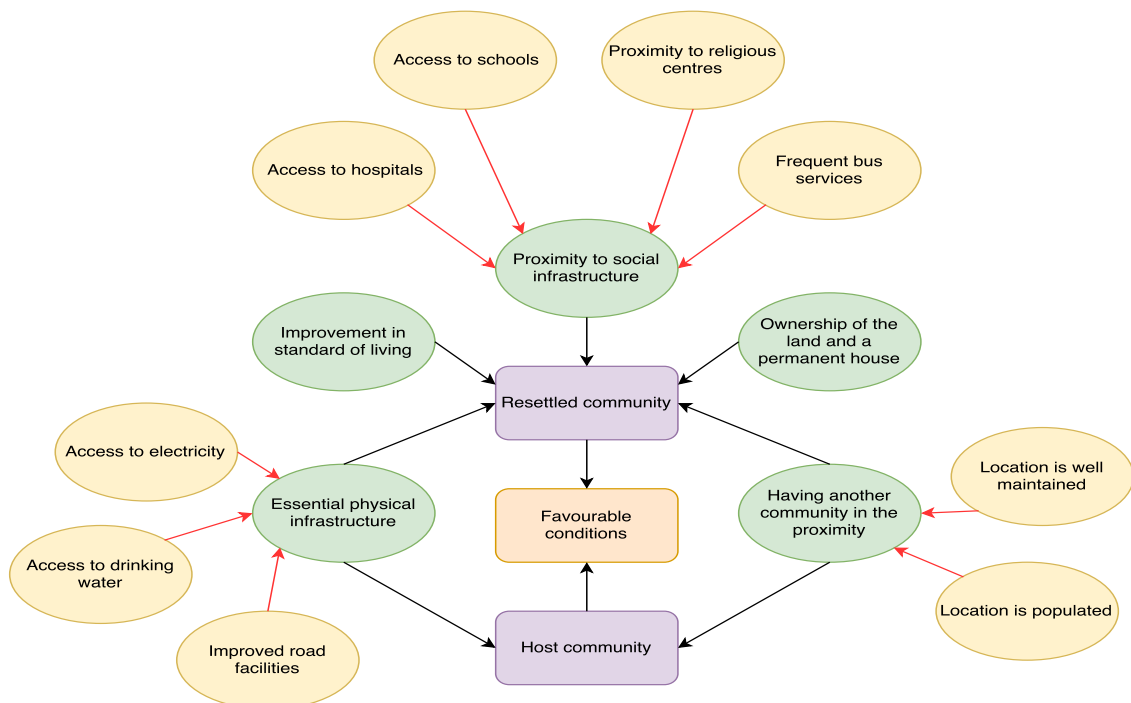 Access to schools
Proximity to religious
centres
Access to hospitals
Frequent bus
services
Proximity to social
infrastructure
Improvement in
standard of living
Ownership of the
land and a
permanent house
Resettled community
Access to electricity
Location is well
maintained
Essential physical
infrastructure
Favourable
conditions
Having another
community in the
proximity
Access to drinking
water
Location is populated
Improved road
facilities
Host community